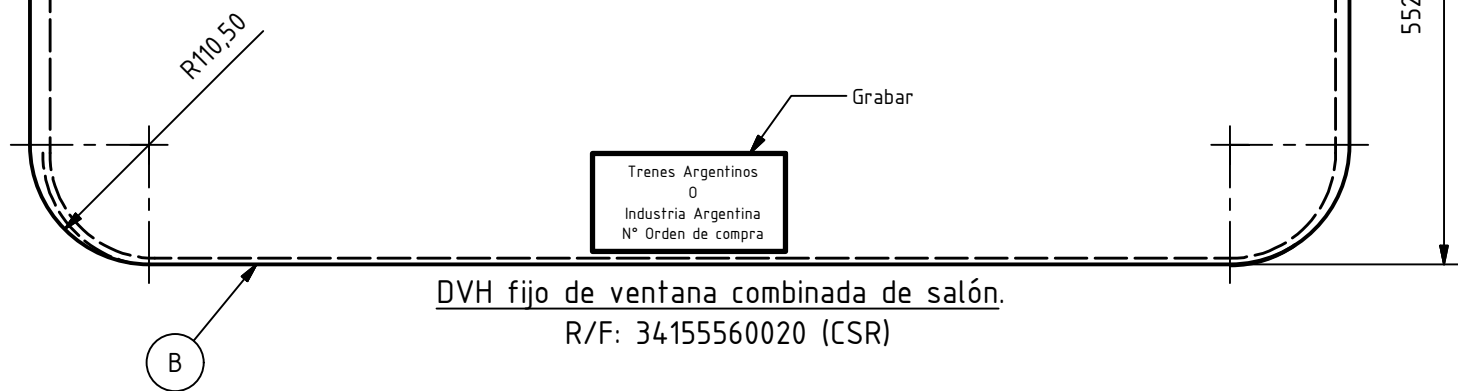 R110,50
552
Grabar
Trenes Argentinos
O
Industria Argentina
N° Orden de compra
DVH fijo de ventana combinada de salón.
R/F: 34155560020 (CSR)
B